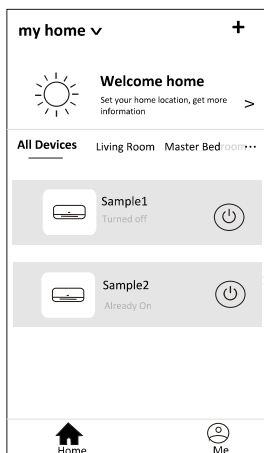 my home
+
Welcome home
Set your home location, get more
information
>
All Devices Living Room Master Bedroom ···
Sample1
Turned off
Sample2
Already On
Home Me